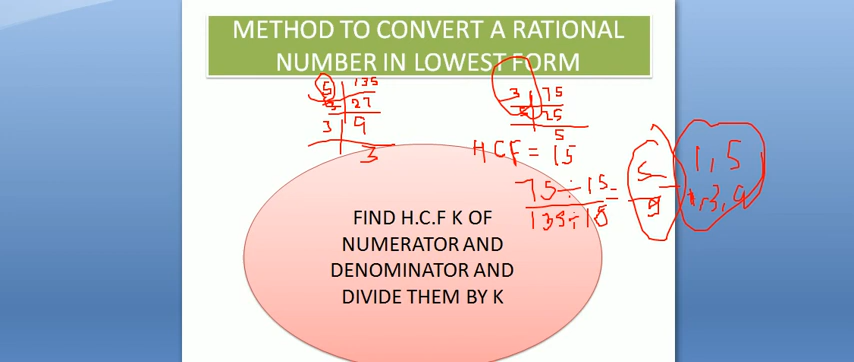 METHOD TO CONVERT A RATIONAL
NUMBER IN LOWEST FORM
5 135
3 27
3 9
3
3 75
5 25
5
HCF = 15
75 ÷ 15
135 ÷ 15
=
5
9
1, 5
1, 3, 9
FIND H.C.F K OF
NUMERATOR AND
DENOMINATOR AND
DIVIDE THEM BY K